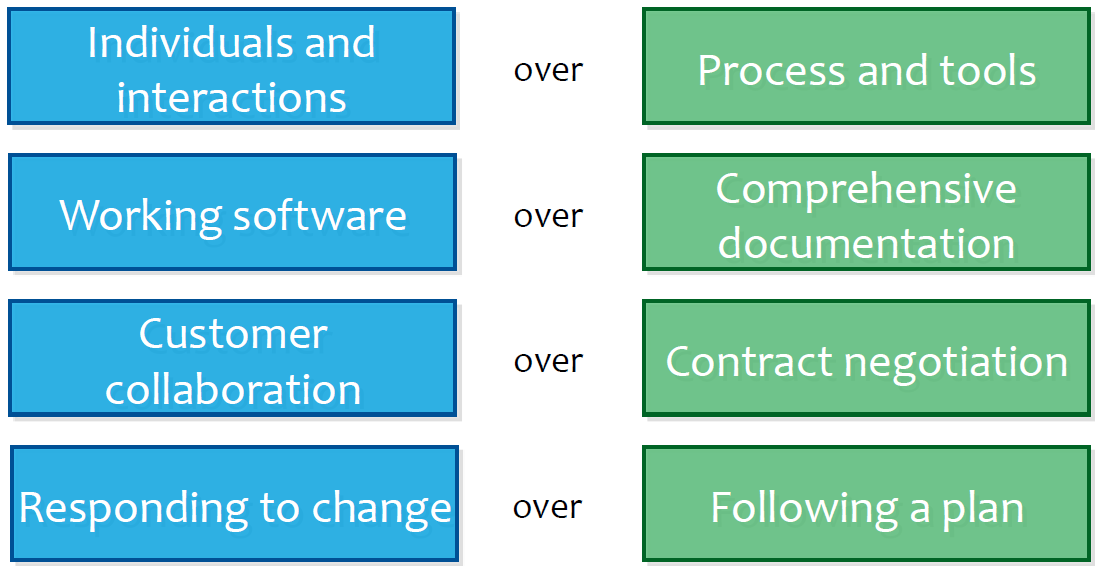 Individuals and
interactions
over
Process and tools
Working software
over
Comprehensive
documentation
Customer
collaboration
over
Contract negotiation
Responding to change
over
Following a plan